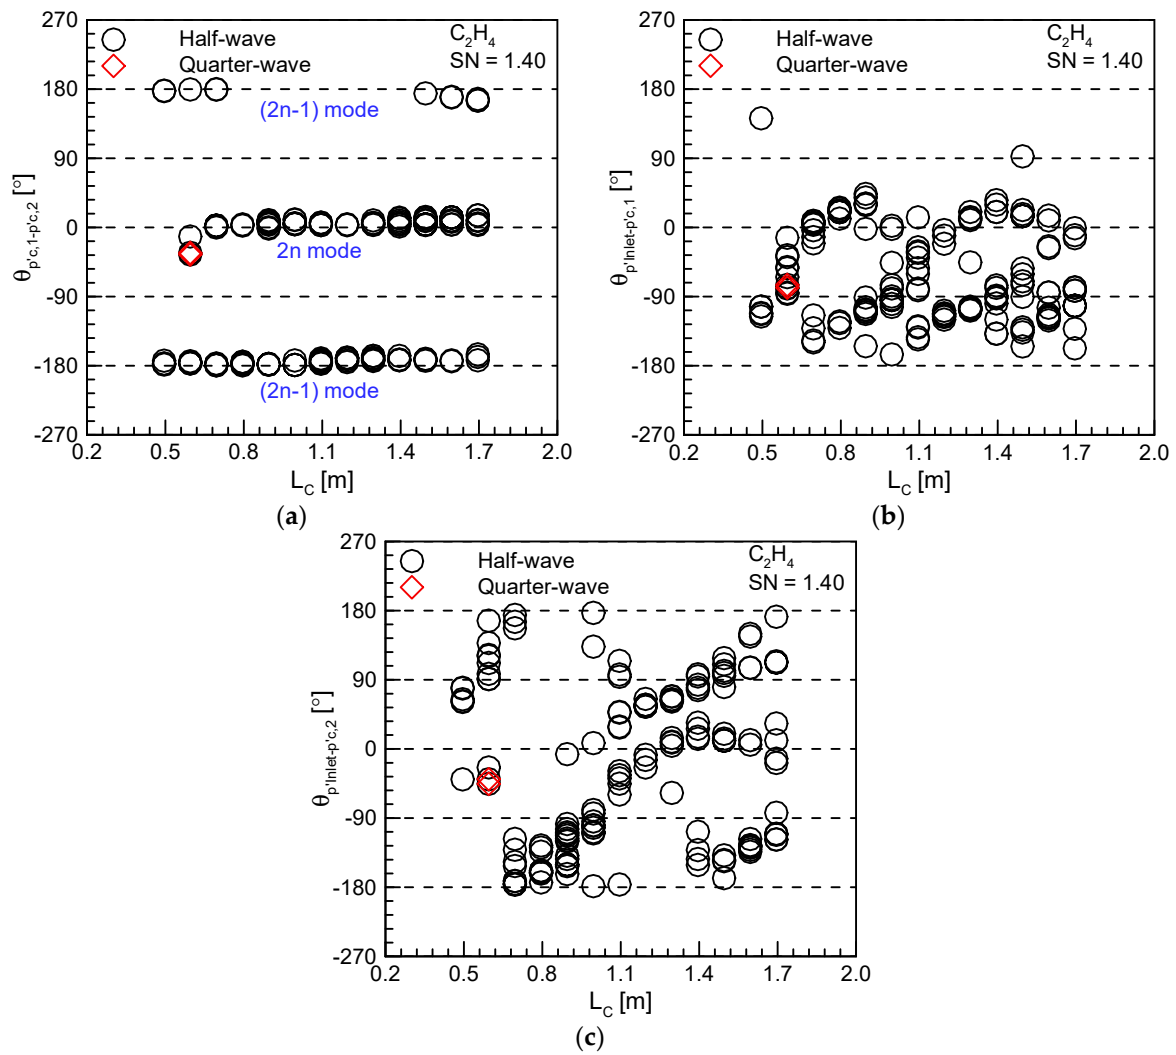 270
180
90
0
-90
-180
-270
θp'c,1-p'c,2 [°]
Half-wave
Quarter-wave
C2H4
SN = 1.40
(2n-1) mode
2n mode
(2n-1) mode
0.2 0.5 0.8 1.1 1.4 1.7 2.0
LC [m]
(a)
270
180
90
0
-90
-180
-270
θp'Inlet-p'c,1 [°]
Half-wave
Quarter-wave
C2H4
SN = 1.40
0.2 0.5 0.8 1.1 1.4 1.7 2.0
LC [m]
(b)
270
180
90
0
-90
-180
-270
θp'Inlet-p'c,2 [°]
Half-wave
Quarter-wave
C2H4
SN = 1.40
0.2 0.5 0.8 1.1 1.4 1.7 2.0
LC [m]
(c)